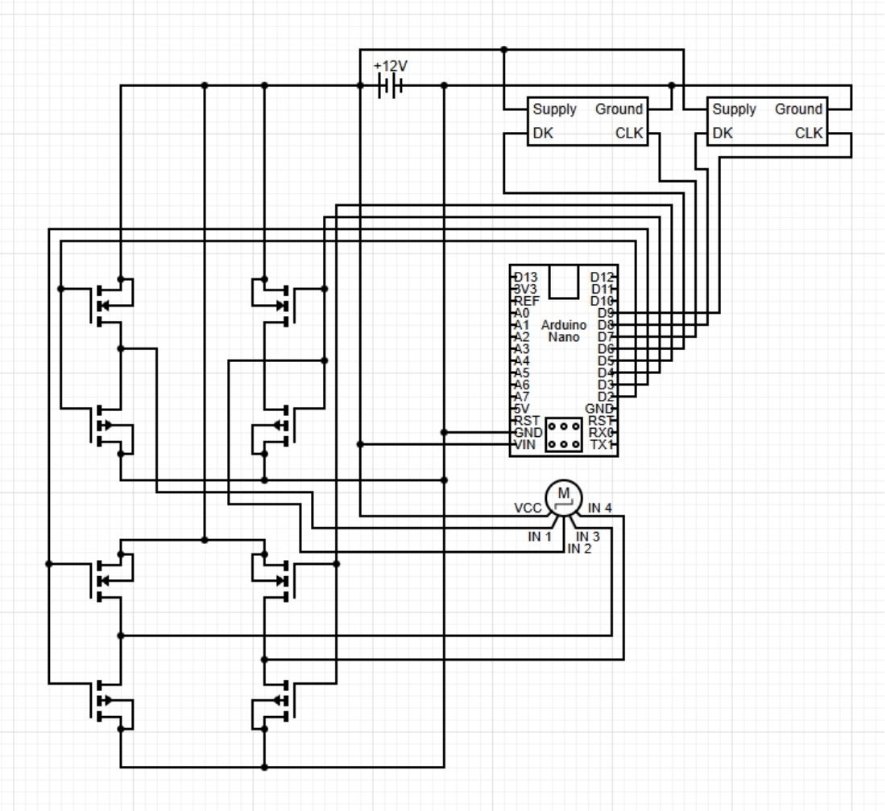 +12V
Supply Ground
DK CLK
Supply Ground
DK CLK
D13 D12
3V3 D11
REF D10
A0 D9
A1 Arduino D8
A2 Nano D7
A3 D6
A4 D5
A5 D4
A6 D3
A7 D2
5V GND
RST RST
GND RX0
VIN TX1
M
VCC IN 4
IN 1 IN 3
IN 2